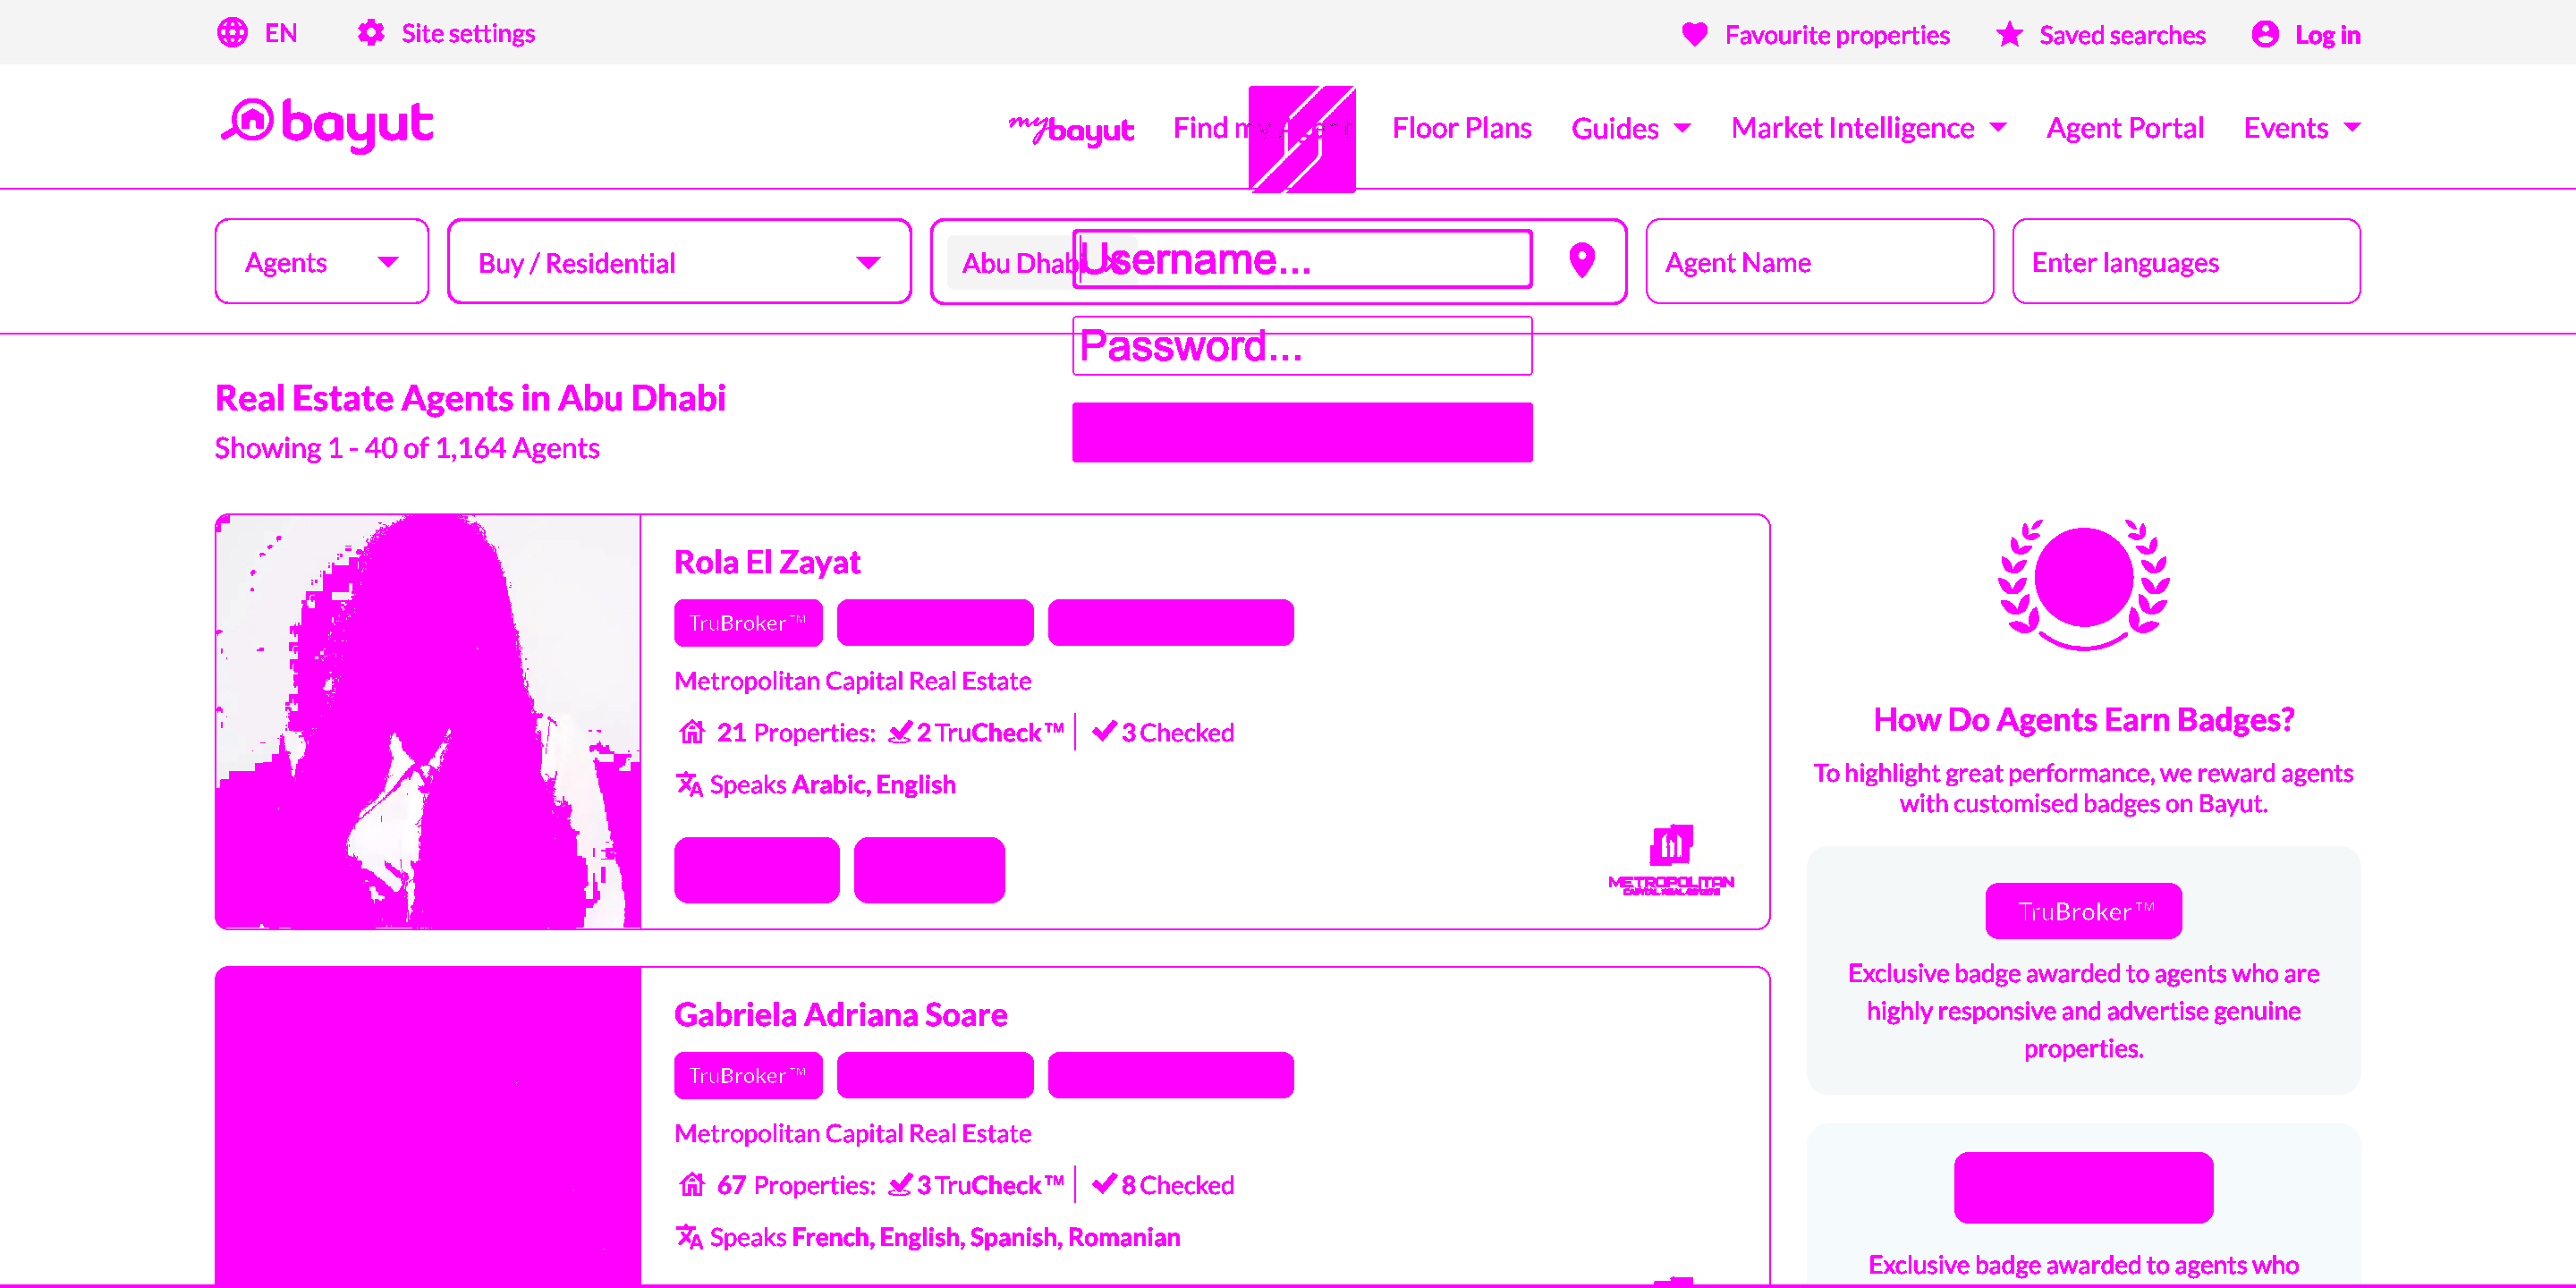 EN Site settings Favourite properties Saved searches Log in
bayut
mybayut Find my Agent Floor Plans Guides Market Intelligence Agent Portal Events
Agents Buy / Residential Abu Dhabi Agent Name Enter languages
Username...
Password...
Real Estate Agents in Abu Dhabi
Showing 1 - 40 of 1,164 Agents
Rola El Zayat
TruBroker™
Metropolitan Capital Real Estate
21 Properties: 2 TruCheck™ 3 Checked
Speaks Arabic, English
METROPOLITAN
CAPITAL REAL ESTATE
How Do Agents Earn Badges?
To highlight great performance, we reward agents
with customised badges on Bayut.
TruBroker™
Exclusive badge awarded to agents who are
highly responsive and advertise genuine
properties.
Gabriela Adriana Soare
TruBroker™
Metropolitan Capital Real Estate
67 Properties: 3 TruCheck™ 8 Checked
Speaks French, English, Spanish, Romanian
Exclusive badge awarded to agents who